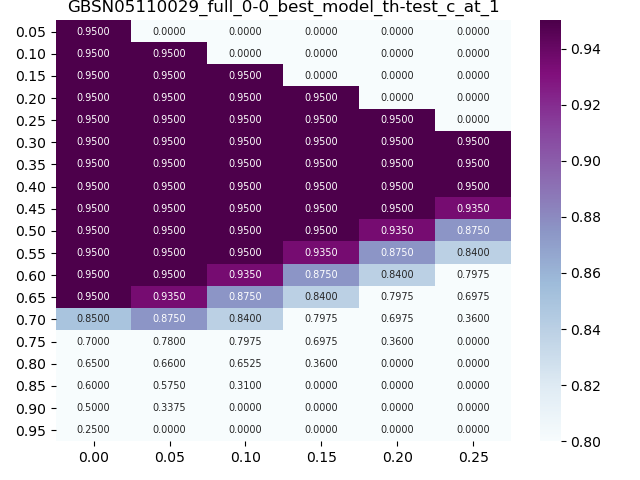 GBSN05110029_full_0-0_best_model_th-test_c_at_1
0.05 0.9500 0.0000 0.0000 0.0000 0.0000 0.0000
0.10 0.9500 0.9500 0.0000 0.0000 0.0000 0.0000
0.15 0.9500 0.9500 0.9500 0.0000 0.0000 0.0000
0.20 0.9500 0.9500 0.9500 0.9500 0.0000 0.0000
0.25 0.9500 0.9500 0.9500 0.9500 0.9500 0.0000
0.30 0.9500 0.9500 0.9500 0.9500 0.9500 0.9500
0.35 0.9500 0.9500 0.9500 0.9500 0.9500 0.9500
0.40 0.9500 0.9500 0.9500 0.9500 0.9500 0.9500
0.45 0.9500 0.9500 0.9500 0.9500 0.9500 0.9350
0.50 0.9500 0.9500 0.9500 0.9500 0.9350 0.8750
0.55 0.9500 0.9500 0.9500 0.9350 0.8750 0.8400
0.60 0.9500 0.9500 0.9350 0.8750 0.8400 0.7975
0.65 0.9500 0.9350 0.8750 0.8400 0.7975 0.6975
0.70 0.8500 0.8750 0.8400 0.7975 0.6975 0.3600
0.75 0.7000 0.7800 0.7975 0.6975 0.3600 0.0000
0.80 0.6500 0.6600 0.6525 0.3600 0.0000 0.0000
0.85 0.6000 0.5750 0.3100 0.0000 0.0000 0.0000
0.90 0.5000 0.3375 0.0000 0.0000 0.0000 0.0000
0.95 0.2500 0.0000 0.0000 0.0000 0.0000 0.0000
0.00 0.05 0.10 0.15 0.20 0.25
0.94
0.92
0.90
0.88
0.86
0.84
0.82
0.80